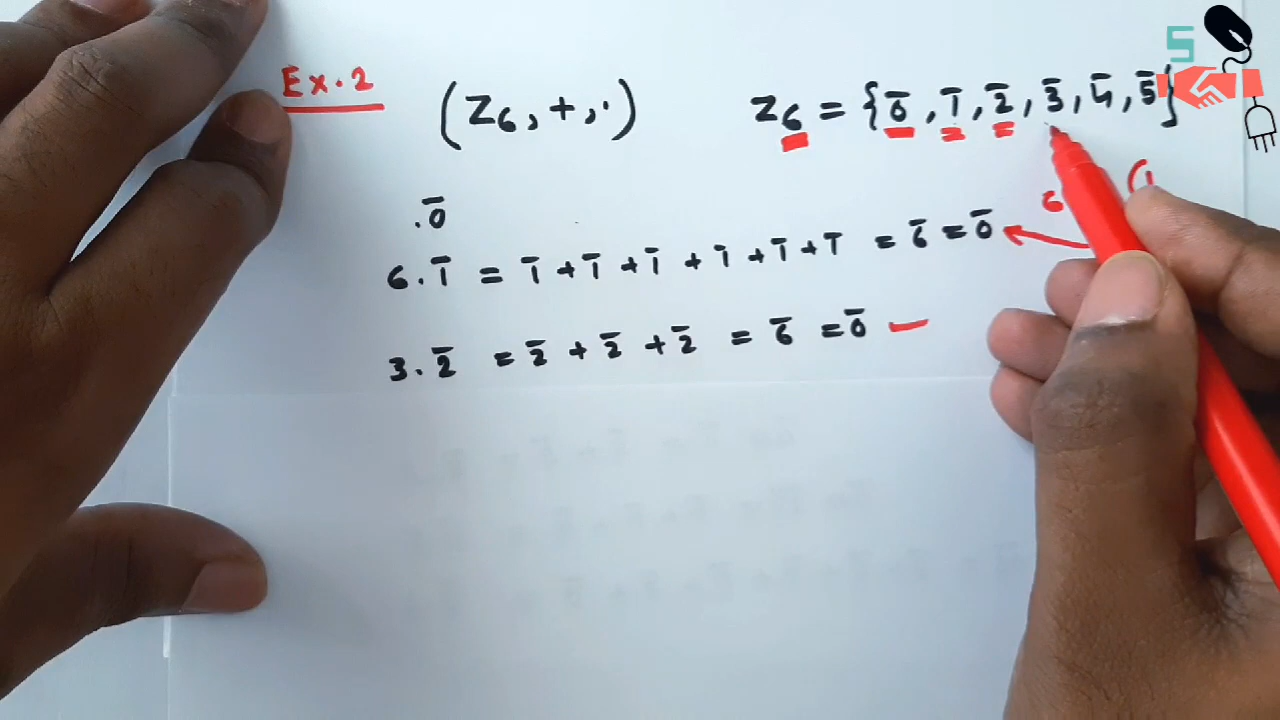 Ex.2
(Z₆, +, ·) Z₆ = {0̄, 1̄, 2̄, 3̄, 4̄, 5̄}
.0̄
6.1̄ = 1̄ + 1̄ + 1̄ + 1̄ + 1̄ + 1̄ = 6̄ = 0̄
3.2̄ = 2̄ + 2̄ + 2̄ = 6̄ = 0̄